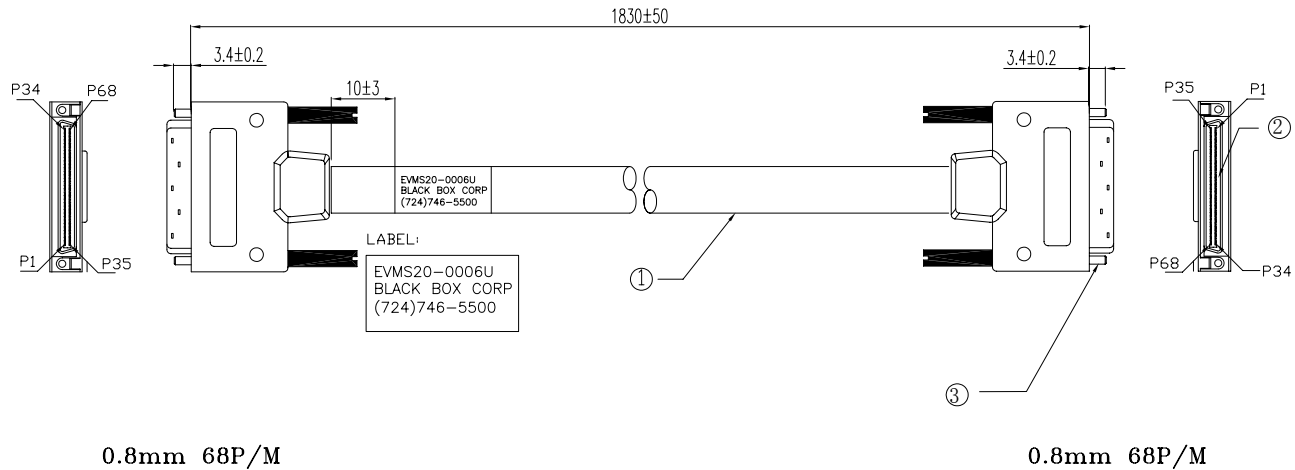 1830±50
3.4±0.2
3.4±0.2
10±3
P34
P68
P35
P1
②
EVMS20-0006U
BLACK BOX CORP
(724)746-5500
LABEL:
P1
P35
P68
P34
EVMS20-0006U
BLACK BOX CORP
(724)746-5500
①
③
0.8mm 68P/M
0.8mm 68P/M